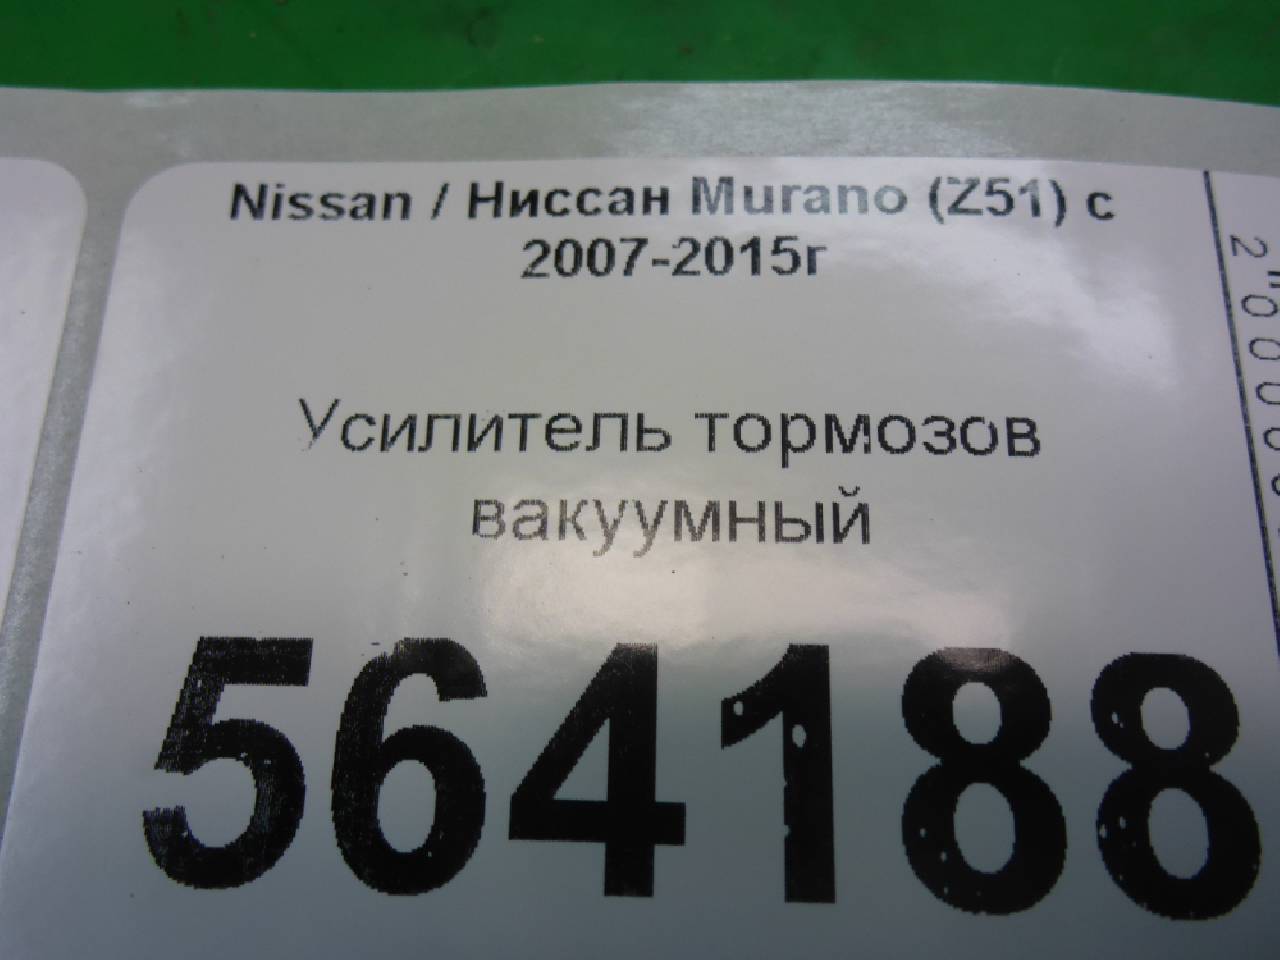 Nissan / Ниссан Murano (Z51) с
2007-2015г
Усилитель тормозов
вакуумный
564188